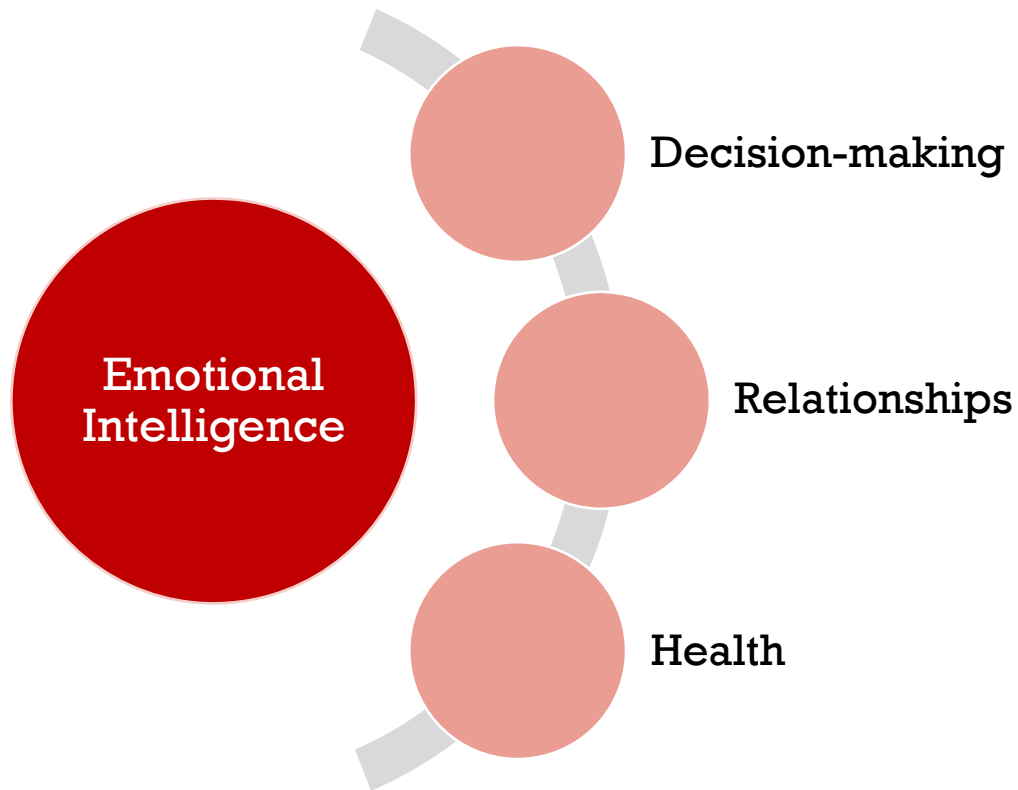 Emotional
Intelligence
Decision-making
Relationships
Health